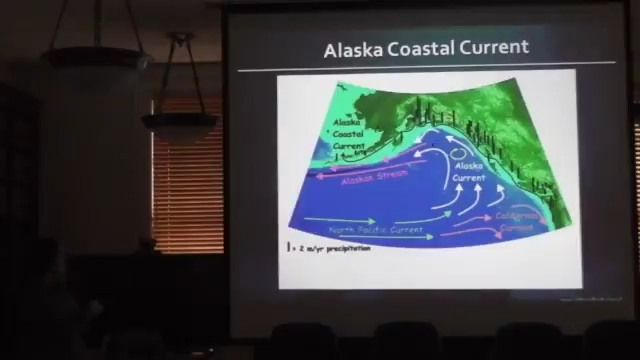 Alaska Coastal Current
Alaska
Coastal
Current
Alaska
Current
Alaskan Stream
California
Current
North Pacific Current
= 2 m/yr precipitation